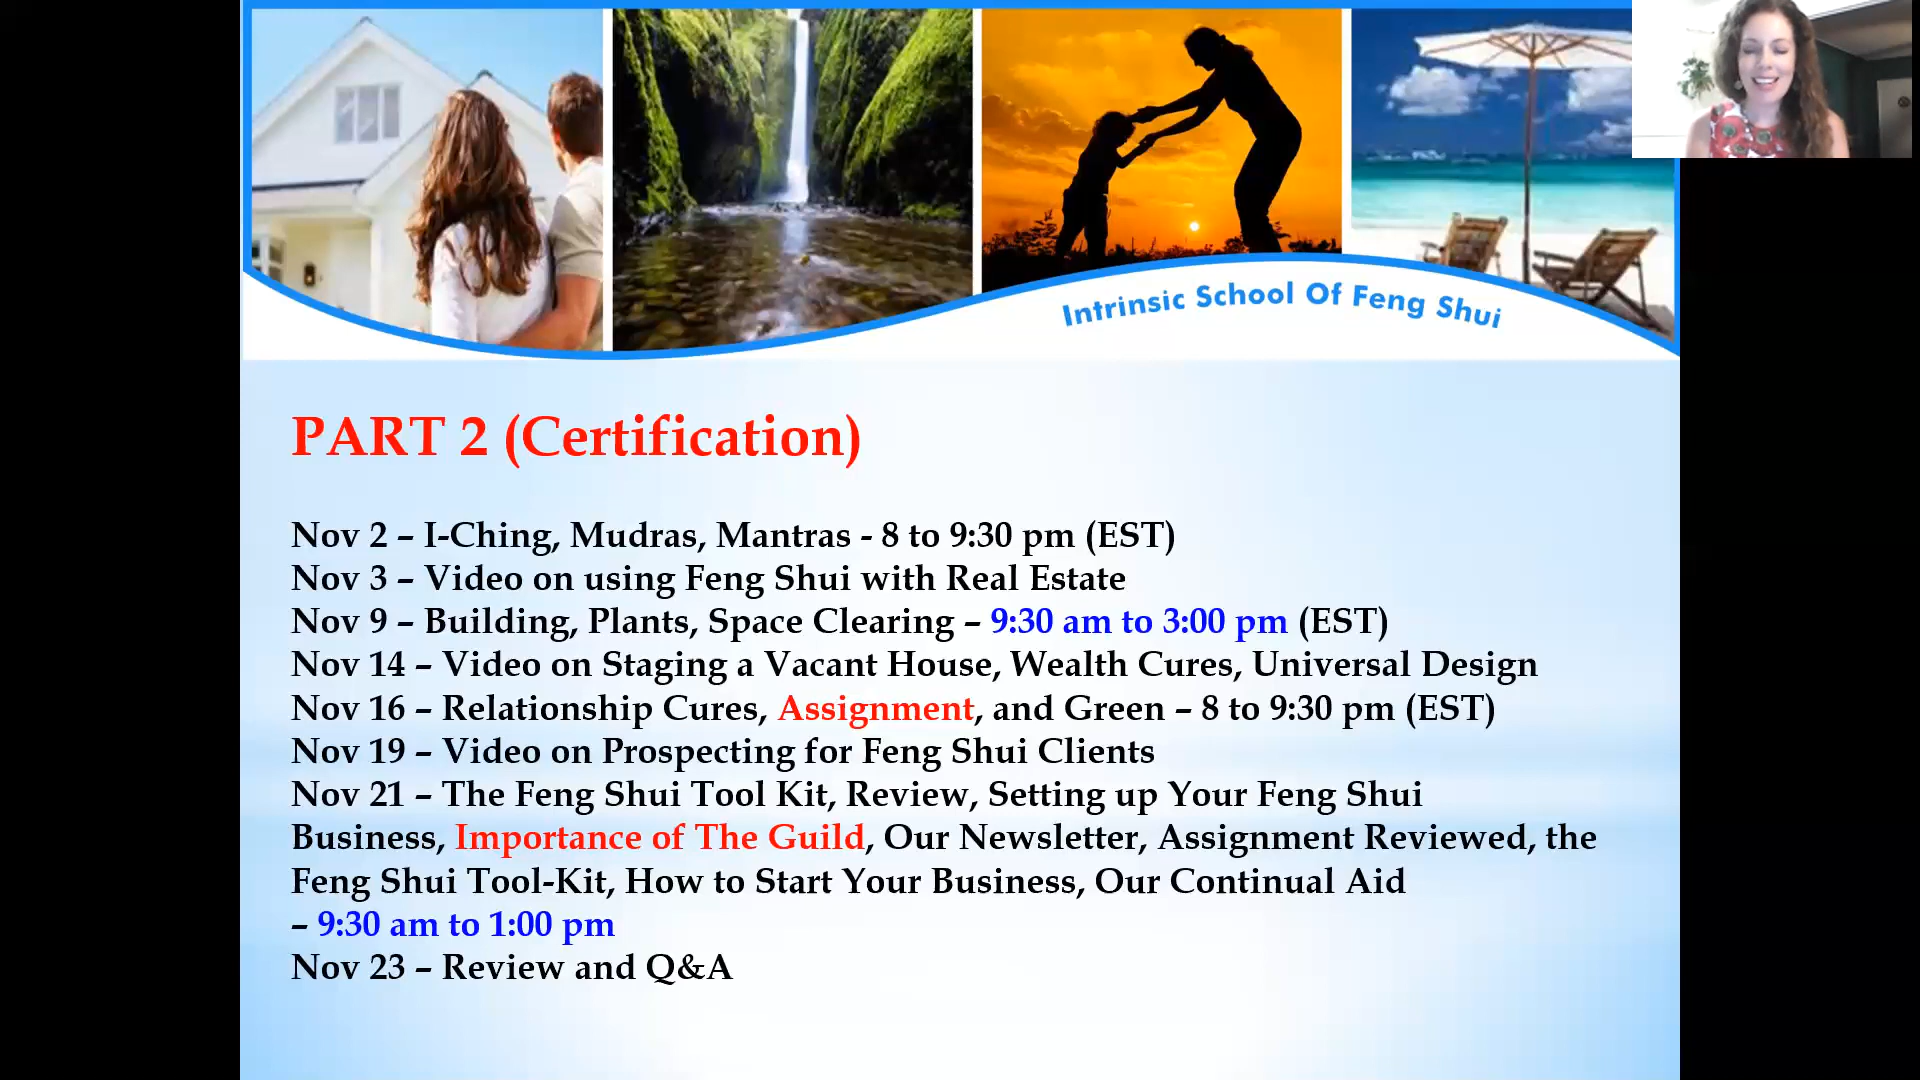 Intrinsic School Of Feng Shui
PART 2 (Certification)
Nov 2 – I-Ching, Mudras, Mantras - 8 to 9:30 pm (EST)
Nov 3 – Video on using Feng Shui with Real Estate
Nov 9 – Building, Plants, Space Clearing – 9:30 am to 3:00 pm (EST)
Nov 14 – Video on Staging a Vacant House, Wealth Cures, Universal Design
Nov 16 – Relationship Cures, Assignment, and Green – 8 to 9:30 pm (EST)
Nov 19 – Video on Prospecting for Feng Shui Clients
Nov 21 – The Feng Shui Tool Kit, Review, Setting up Your Feng Shui
Business, Importance of The Guild, Our Newsletter, Assignment Reviewed, the
Feng Shui Tool-Kit, How to Start Your Business, Our Continual Aid
– 9:30 am to 1:00 pm
Nov 23 – Review and Q&A